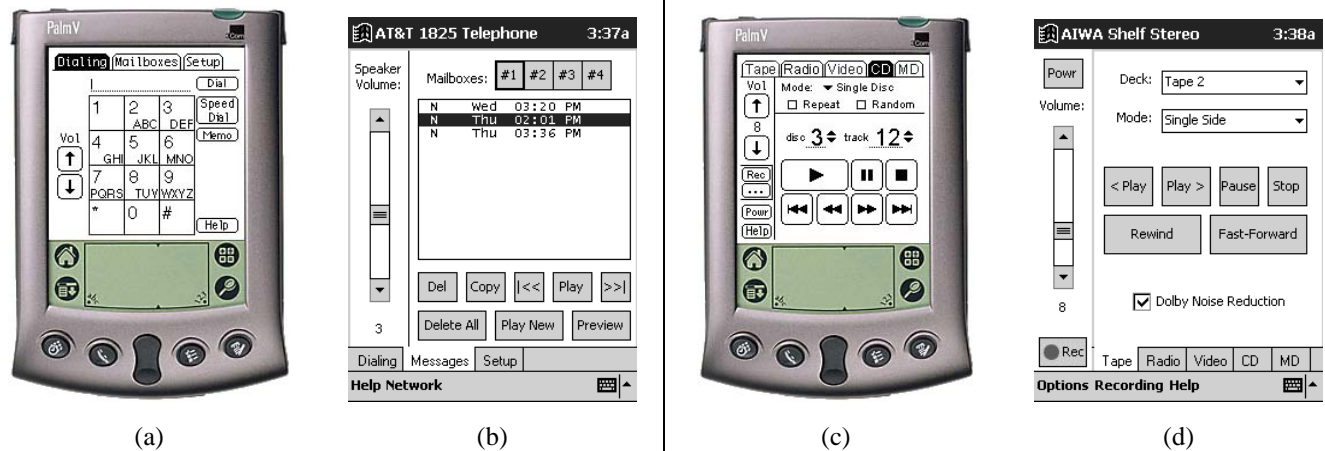 PalmV
3Com
Dialing Mailboxes Setup
Dial
1 2 3 Speed
ABC DEF Dial
Vol 4 5 6 Memo
GHI JKL MNO
7 8 9
PQRS TUV WXYZ
* 0 #
Help
AT&T 1825 Telephone 3:37a
Speaker
Volume:
Mailboxes: #1 #2 #3 #4
N Wed 03:20 PM
N Thu 02:01 PM
N Thu 03:36 PM
Del Copy |<< Play >>|
3 Delete All Play New Preview
Dialing Messages Setup
Help Network
PalmV
3Com
Tape Radio Video CD MD
Vol Mode: Single Disc
Repeat Random
8 disc 3 track 12
Rec
...
Powr
Help
AIWA Shelf Stereo 3:38a
Powr Deck: Tape 2
Volume:
Mode: Single Side
< Play Play > Pause Stop
Rewind Fast-Forward
8 Dolby Noise Reduction
Rec Tape Radio Video CD MD
Options Recording Help
(a) (b) (c) (d)